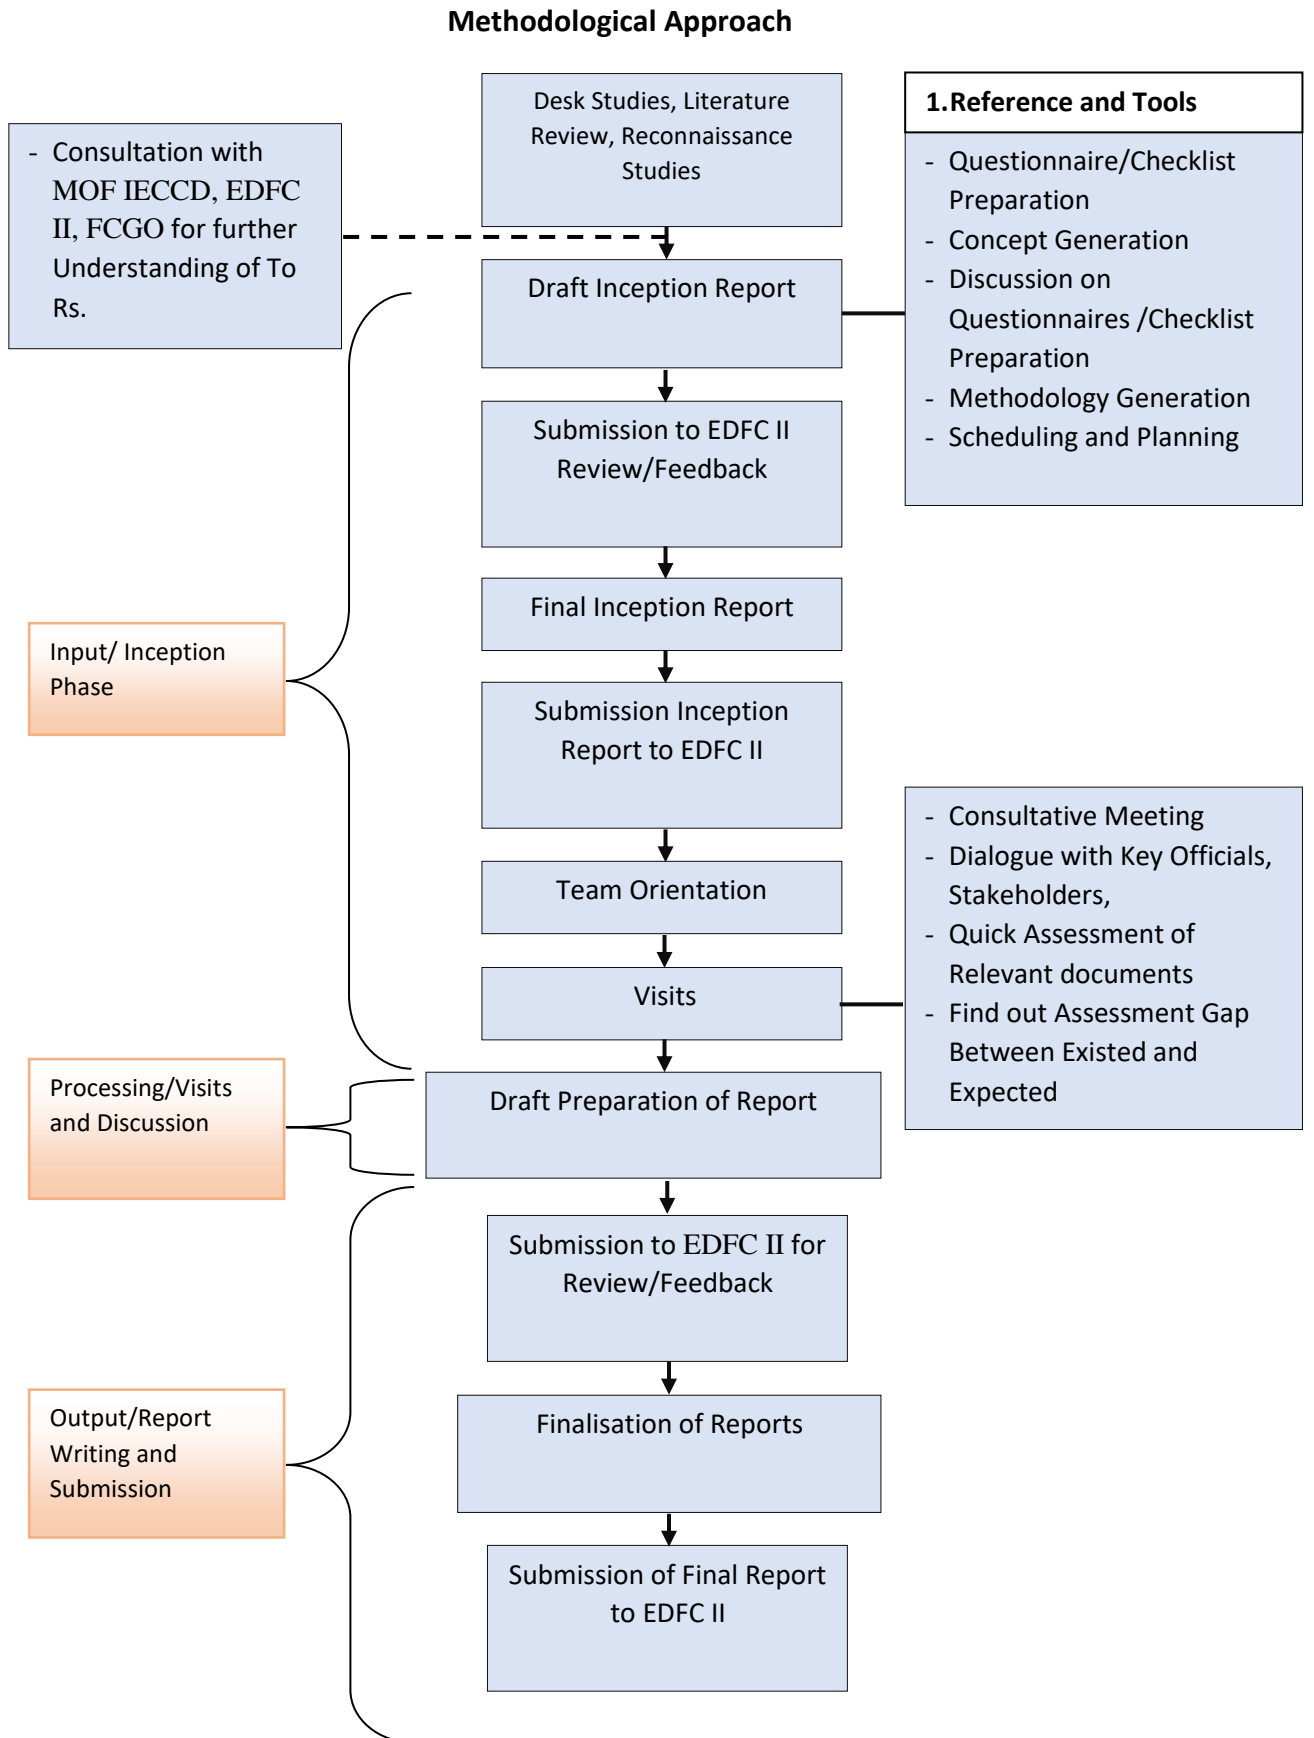 Methodological Approach
Desk Studies, Literature
Review, Reconnaissance
Studies
1.Reference and Tools
- Questionnaire/Checklist
Preparation
- Concept Generation
- Discussion on
Questionnaires /Checklist
Preparation
- Methodology Generation
- Scheduling and Planning
- Consultation with
MOF IECCD, EDFC
II, FCGO for further
Understanding of To
Rs.
Draft Inception Report
Submission to EDFC II
Review/Feedback
Final Inception Report
Input/ Inception
Phase
Submission Inception
Report to EDFC II
Team Orientation
Visits
- Consultative Meeting
- Dialogue with Key Officials,
Stakeholders,
- Quick Assessment of
Relevant documents
- Find out Assessment Gap
Between Existed and
Expected
Processing/Visits
and Discussion
Draft Preparation of Report
Submission to EDFC II for
Review/Feedback
Output/Report
Writing and
Submission
Finalisation of Reports
Submission of Final Report
to EDFC II